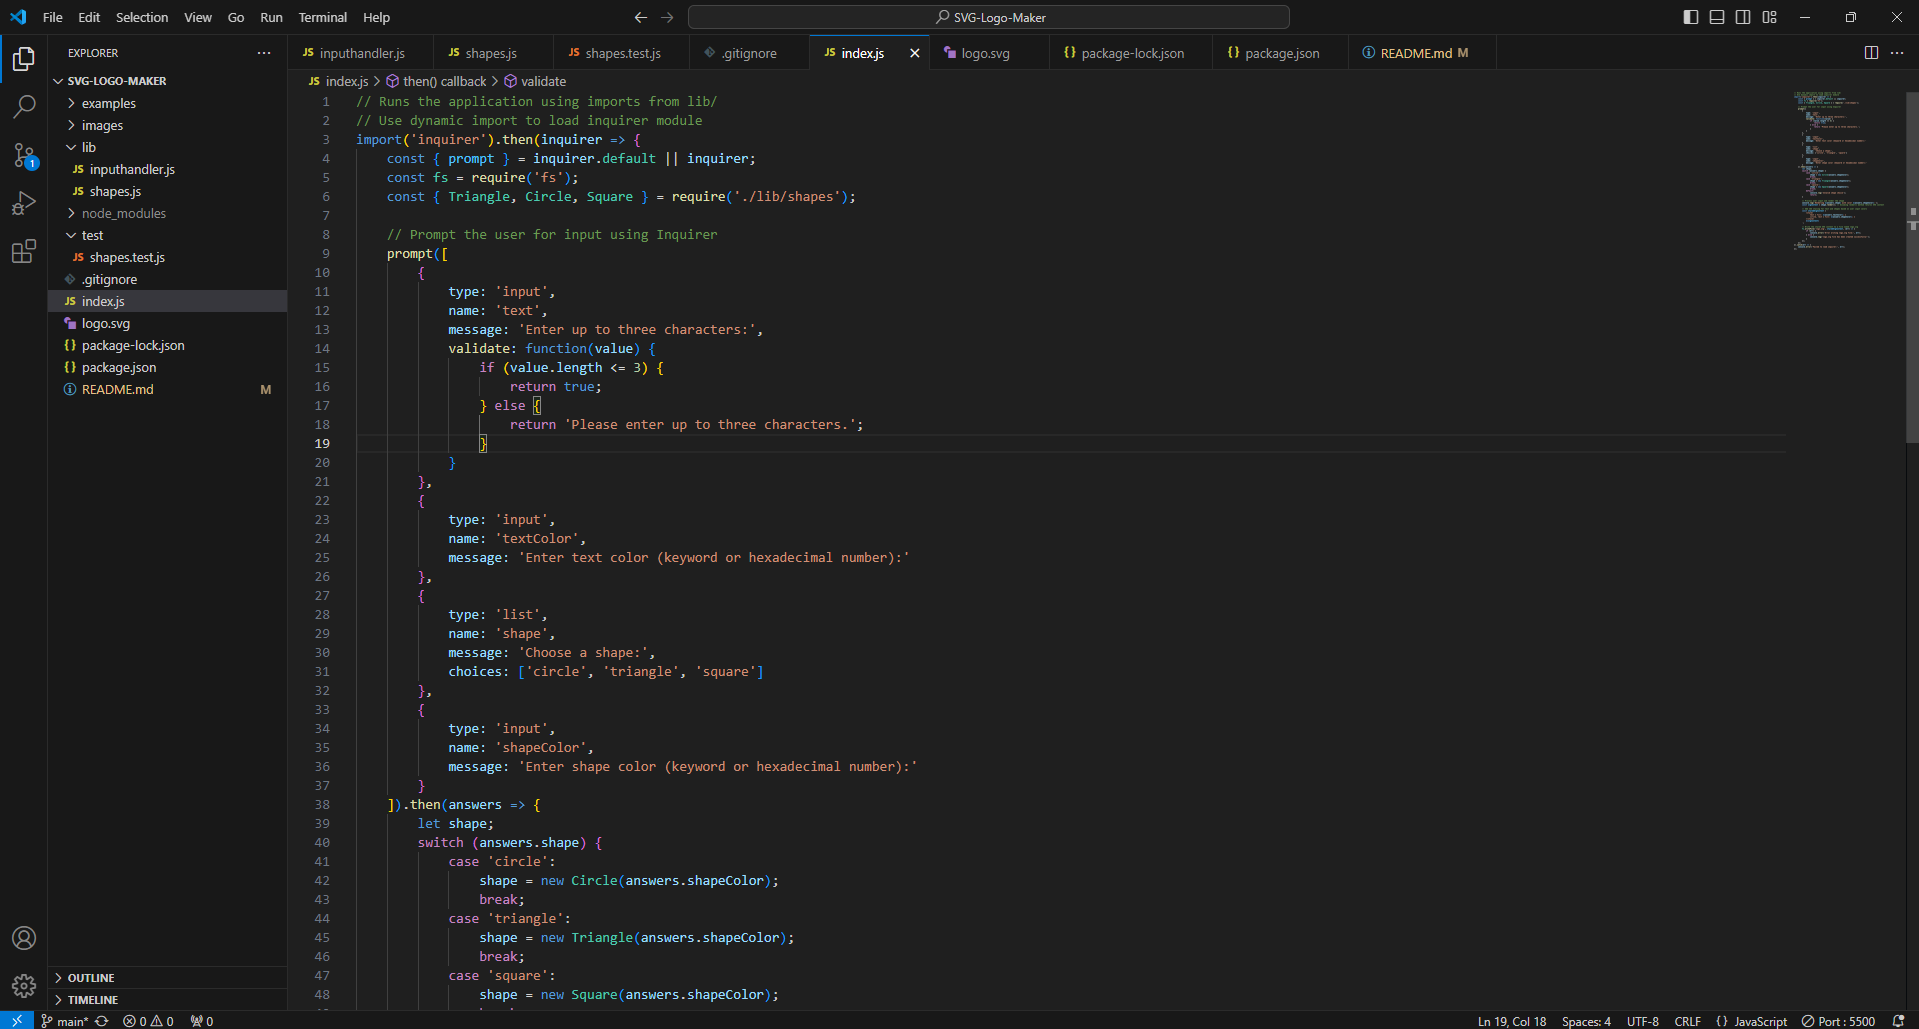 File Edit Selection View Go Run Terminal Help
SVG-Logo-Maker
EXPLORER
SVG-LOGO-MAKER
examples
images
lib
JS inputhandler.js
JS shapes.js
node_modules
test
JS shapes.test.js
.gitignore
JS index.js
logo.svg
{} package-lock.json
{} package.json
README.md M
OUTLINE
TIMELINE
JS inputhandler.js JS shapes.js JS shapes.test.js .gitignore JS index.js logo.svg {} package-lock.json {} package.json README.md M
JS index.js > then() callback > validate
1 // Runs the application using imports from lib/
2 // Use dynamic import to load inquirer module
3 import('inquirer').then(inquirer => {
4 const { prompt } = inquirer.default || inquirer;
5 const fs = require('fs');
6 const { Triangle, Circle, Square } = require('./lib/shapes');
7
8 // Prompt the user for input using Inquirer
9 prompt([
10 {
11 type: 'input',
12 name: 'text',
13 message: 'Enter up to three characters:',
14 validate: function(value) {
15 if (value.length <= 3) {
16 return true;
17 } else {
18 return 'Please enter up to three characters.';
19 }
20 }
21 },
22 {
23 type: 'input',
24 name: 'textColor',
25 message: 'Enter text color (keyword or hexadecimal number):'
26 },
27 {
28 type: 'list',
29 name: 'shape',
30 message: 'Choose a shape:',
31 choices: ['circle', 'triangle', 'square']
32 },
33 {
34 type: 'input',
35 name: 'shapeColor',
36 message: 'Enter shape color (keyword or hexadecimal number):'
37 }
38 ]).then(answers => {
39 let shape;
40 switch (answers.shape) {
41 case 'circle':
42 shape = new Circle(answers.shapeColor);
43 break;
44 case 'triangle':
45 shape = new Triangle(answers.shapeColor);
46 break;
47 case 'square':
48 shape = new Square(answers.shapeColor);
1
main* 0 0 0
Ln 19, Col 18 Spaces: 4 UTF-8 CRLF {} JavaScript Port : 5500